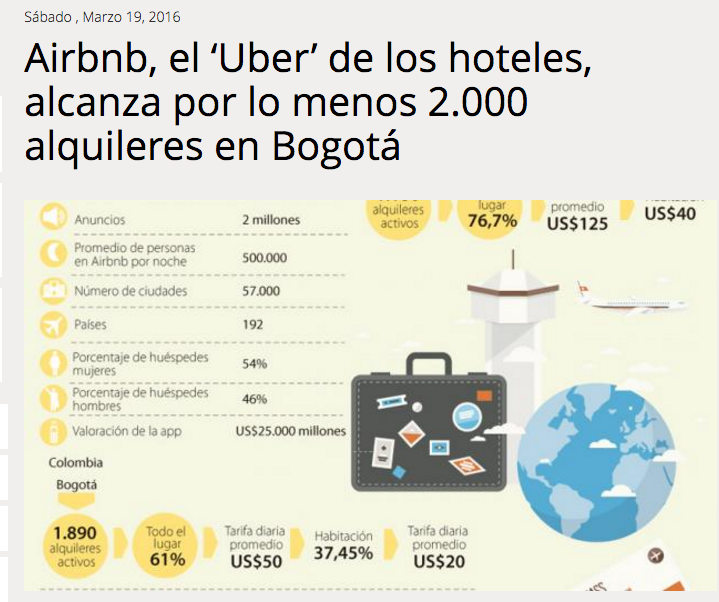 Sábado , Marzo 19, 2016
Airbnb, el ‘Uber’ de los hoteles,
alcanza por lo menos 2.000
alquileres en Bogotá
alquileres
activos
lugar
76,7%
promedio
US$125
US$40
Anuncios 2 millones
Promedio de personas
en Airbnb por noche 500.000
Número de ciudades 57.000
Países 192
Porcentaje de huéspedes
mujeres 54%
Porcentaje de huéspedes
hombres 46%
Valoración de la app US$25.000 millones
Colombia
Bogotá
1.890
alquileres
activos
Todo el
lugar
61%
Tarifa diaria
promedio
US$50
Habitación
37,45%
Tarifa diaria
promedio
US$20